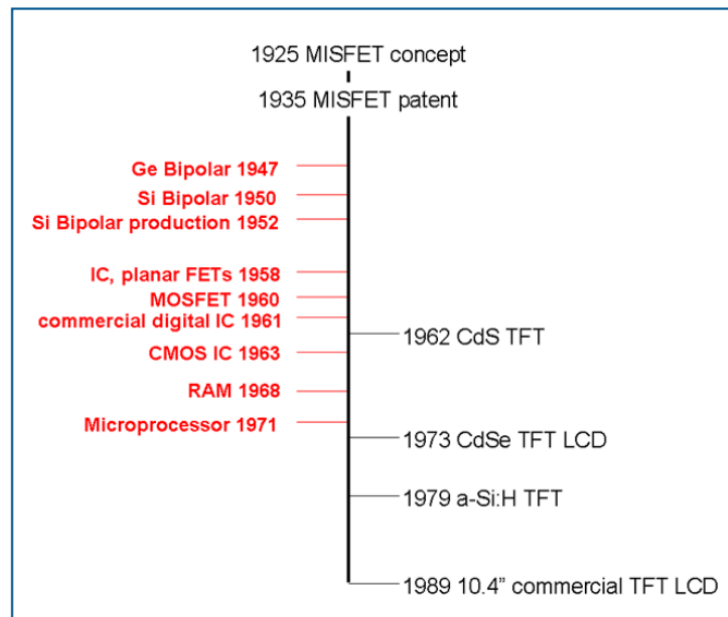 1925 MISFET concept
1935 MISFET patent
Ge Bipolar 1947
Si Bipolar 1950
Si Bipolar production 1952
IC, planar FETs 1958
MOSFET 1960
commercial digital IC 1961
1962 CdS TFT
CMOS IC 1963
RAM 1968
Microprocessor 1971
1973 CdSe TFT LCD
1979 a-Si:H TFT
1989 10.4” commercial TFT LCD